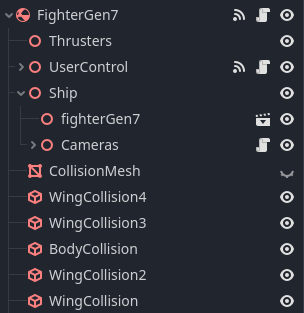 FighterGen7
Thrusters
UserControl
Ship
fighterGen7
Cameras
CollisionMesh
WingCollision4
WingCollision3
BodyCollision
WingCollision2
WingCollision